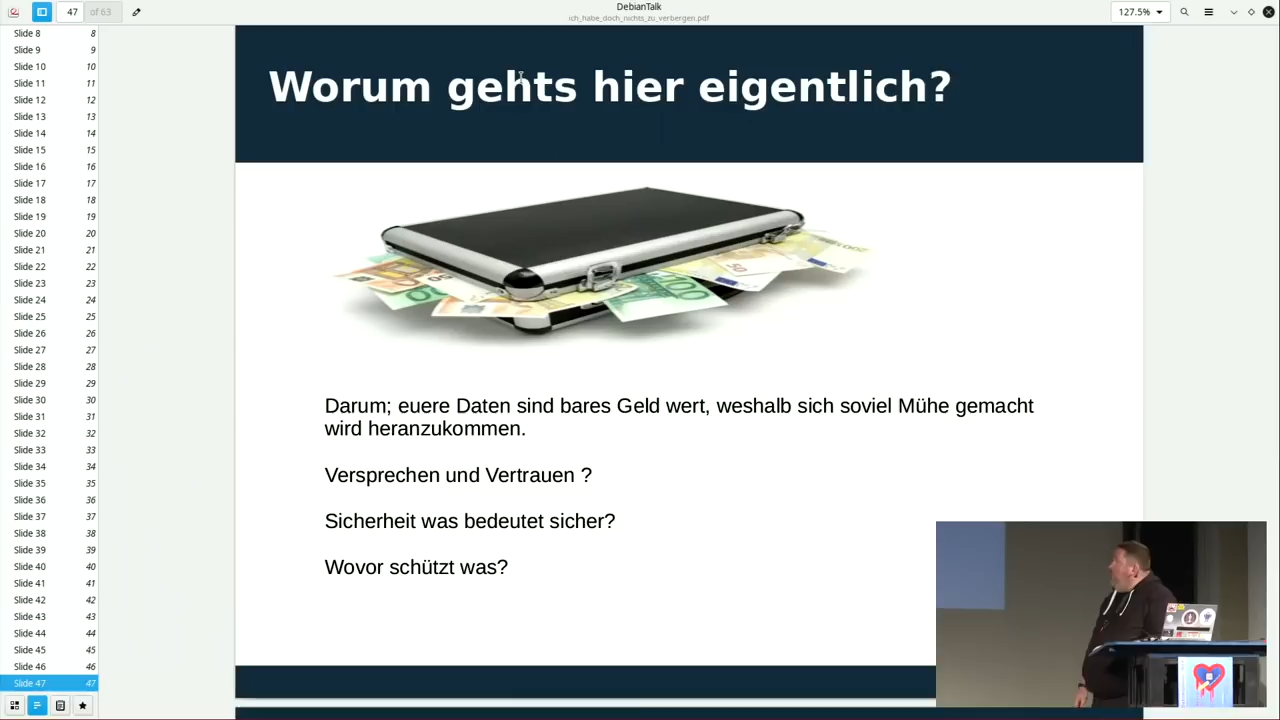 47 of 63
DebianTalk
ich_habe_doch_nichts_zu_verbergen.pdf
127.5%
Slide 8 8
Slide 9 9
Slide 10 10
Slide 11 11
Slide 12 12
Slide 13 13
Slide 14 14
Slide 15 15
Slide 16 16
Slide 17 17
Slide 18 18
Slide 19 19
Slide 20 20
Slide 21 21
Slide 22 22
Slide 23 23
Slide 24 24
Slide 25 25
Slide 26 26
Slide 27 27
Slide 28 28
Slide 29 29
Slide 30 30
Slide 31 31
Slide 32 32
Slide 33 33
Slide 34 34
Slide 35 35
Slide 36 36
Slide 37 37
Slide 38 38
Slide 39 39
Slide 40 40
Slide 41 41
Slide 42 42
Slide 43 43
Slide 44 44
Slide 45 45
Slide 46 46
Slide 47 47
Worum gehts hier eigentlich?
50
100
Darum; euere Daten sind bares Geld wert, weshalb sich soviel Mühe gemacht
wird heranzukommen.
Versprechen und Vertrauen ?
Sicherheit was bedeutet sicher?
Wovor schützt was?